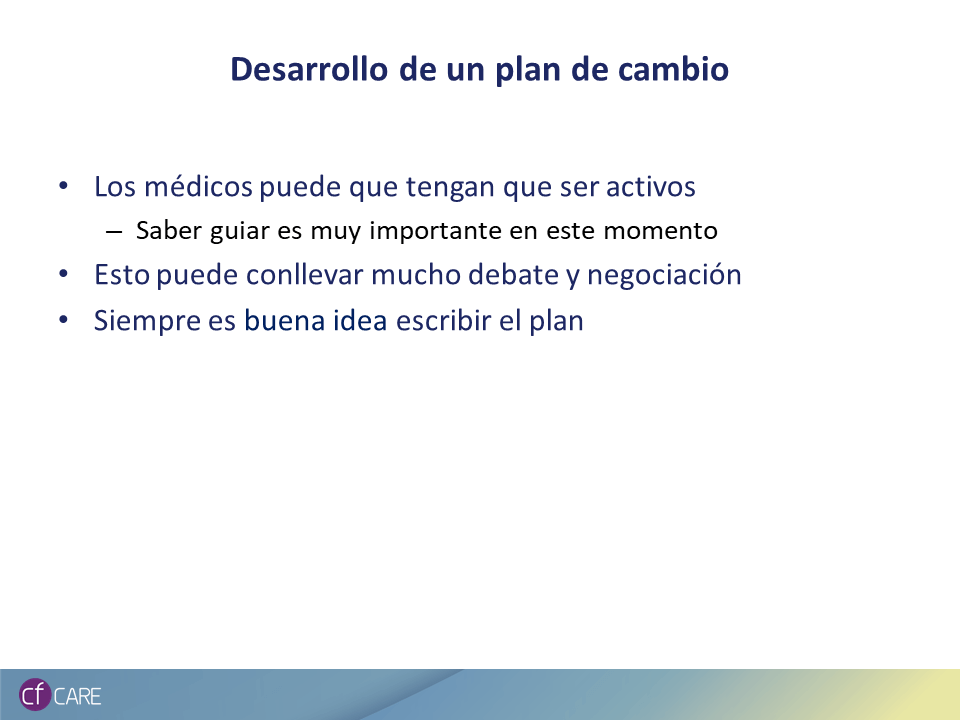 Desarrollo de un plan de cambio
• Los médicos puede que tengan que ser activos
– Saber guiar es muy importante en este momento
• Esto puede conllevar mucho debate y negociación
• Siempre es buena idea escribir el plan
cf CARE